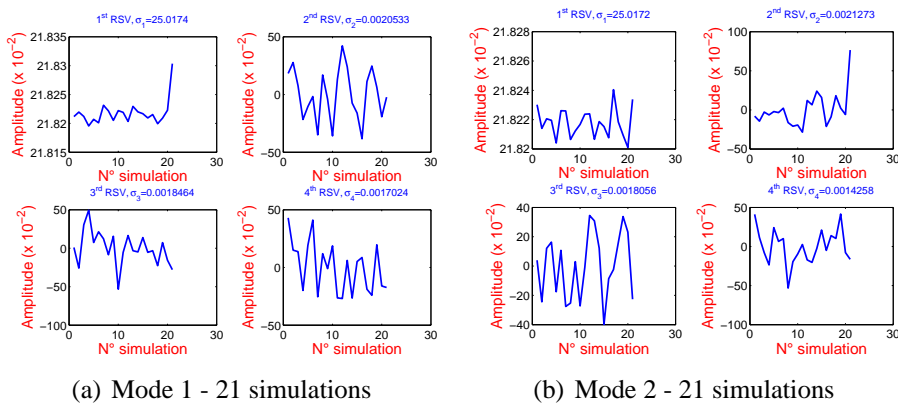 1st RSV, σ1=25.0174
Amplitude (x 10−2)
21.835
21.83
21.825
21.82
21.815
0 10 20 30
N° simulation
2nd RSV, σ2=0.0020533
Amplitude (x 10−2)
50
0
−50
0 10 20 30
N° simulation
3rd RSV, σ3=0.0018464
Amplitude (x 10−2)
50
0
−50
−100
0 10 20 30
N° simulation
4th RSV, σ4=0.0017024
Amplitude (x 10−2)
50
0
−50
0 10 20 30
N° simulation
(a) Mode 1 - 21 simulations
1st RSV, σ1=25.0172
Amplitude (x 10−2)
21.828
21.826
21.824
21.822
21.82
0 10 20 30
N° simulation
2nd RSV, σ2=0.0021273
Amplitude (x 10−2)
100
50
0
−50
0 10 20 30
N° simulation
3rd RSV, σ3=0.0018056
Amplitude (x 10−2)
40
20
0
−20
−40
0 10 20 30
N° simulation
4th RSV, σ4=0.0014258
Amplitude (x 10−2)
50
0
−50
−100
0 10 20 30
N° simulation
(b) Mode 2 - 21 simulations